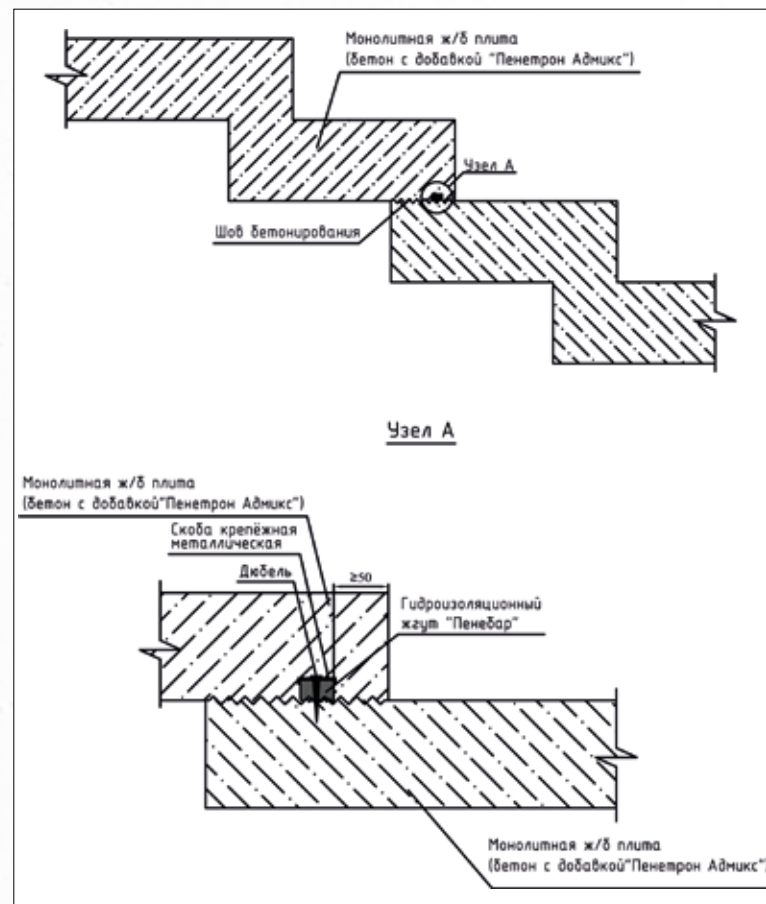 Монолитная ж/б плита
(бетон с добавкой "Пенетрон Адмикс")
Узел А
Шов бетонирования
Узел А
Монолитная ж/б плита
(бетон с добавкой"Пенетрон Адмикс")
Скоба крепёжная
металлическая
Дюбель
≥50
Гидроизоляционный
жгут "Пенебар"
Монолитная ж/б плита
(бетон с добавкой"Пенетрон Адмикс")